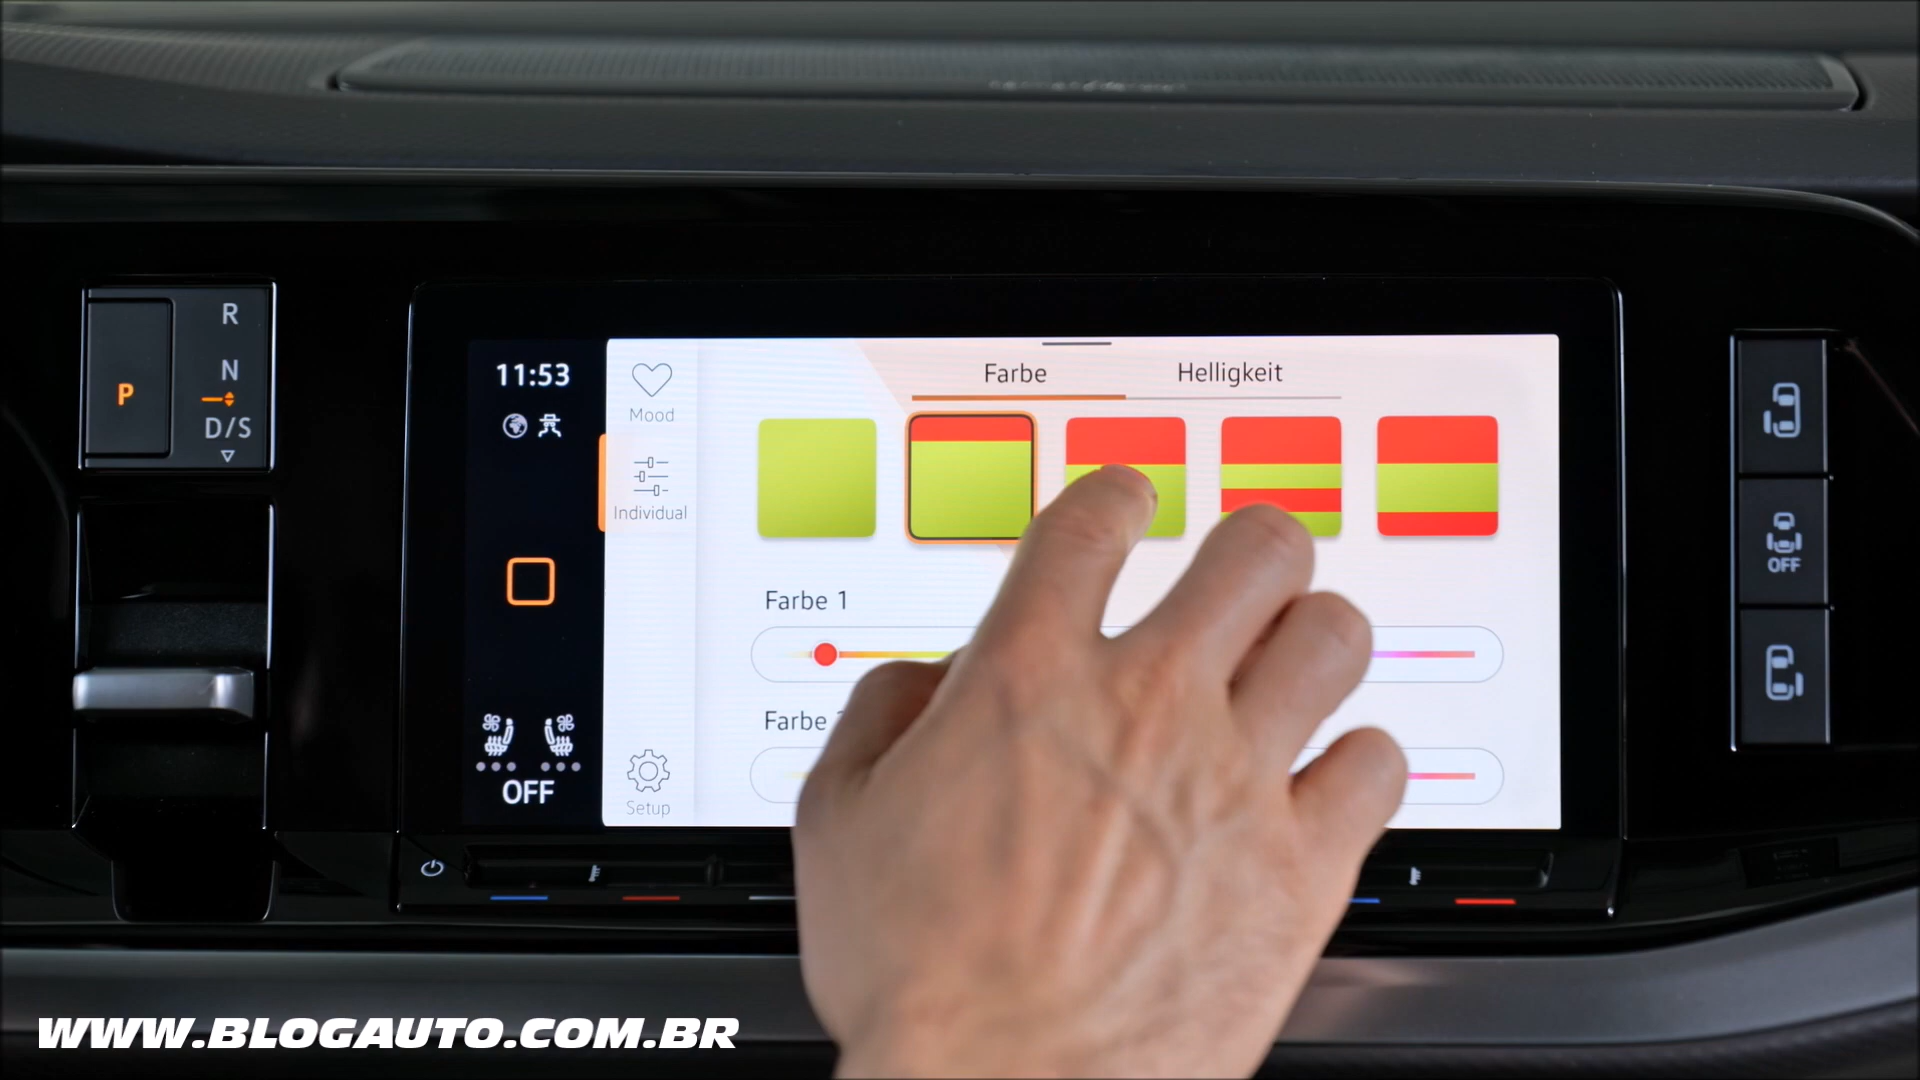 R
N
P
D/S
11:53
Mood
Individual
Setup
OFF
Farbe
Helligkeit
Farbe 1
Farbe
OFF
WWW.BLOGAUTO.COM.BR